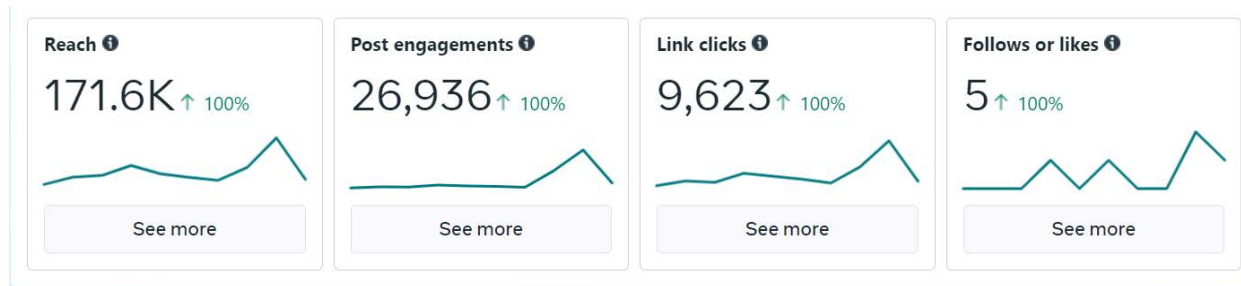 Reach
171.6K↑ 100%
See more
Post engagements
26,936↑ 100%
See more
Link clicks
9,623↑ 100%
See more
Follows or likes
5↑ 100%
See more